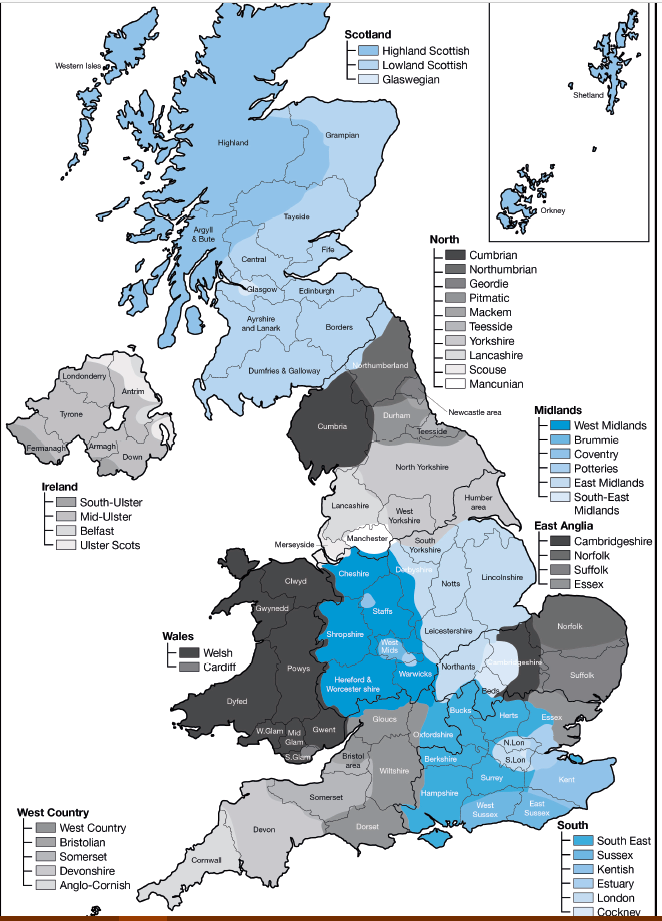 Scotland
Highland Scottish
Lowland Scottish
Glaswegian
Western Isles
Shetland
Orkney
Highland
Grampian
Tayside
Argyll
& Bute
Fife
Central
Glasgow
Edinburgh
Ayrshire
and Lanark
Borders
Dumfries & Galloway
North
Cumbrian
Northumbrian
Geordie
Pitmatic
Mackem
Teesside
Yorkshire
Lancashire
Scouse
Mancunian
Northumberland
Newcastle area
Durham
Cumbria
Teesside
North Yorkshire
Lancashire
West
Yorkshire
Humber
area
Manchester
Merseyside
South
Yorkshire
Londonderry
Antrim
Tyrone
Fermanagh
Armagh
Down
Ireland
South-Ulster
Mid-Ulster
Belfast
Ulster Scots
Midlands
West Midlands
Brummie
Coventry
Potteries
East Midlands
South-East
Midlands
East Anglia
Cambridgeshire
Norfolk
Suffolk
Essex
Cheshire
Derbyshire
Notts
Lincolnshire
Staffs
Shropshire
West
Mids
Leicestershire
Hereford &
Worcester shire
Warwicks
Northants
Cambridgeshire
Beds
Norfolk
Suffolk
Wales
Welsh
Cardiff
Clwyd
Gwynedd
Powys
Dyfed
W.Glam
Mid
Glam
Gwent
S.Glam
Gloucs
Oxfordshire
Bucks
Herts
Essex
N.Lon
S.Lon
Bristol
area
Wiltshire
Berkshire
Surrey
Kent
Hampshire
West
Sussex
East
Sussex
Somerset
Dorset
Devon
Cornwall
West Country
West Country
Bristolian
Somerset
Devonshire
Anglo-Cornish
South
South East
Sussex
Kentish
Estuary
London
Cockney